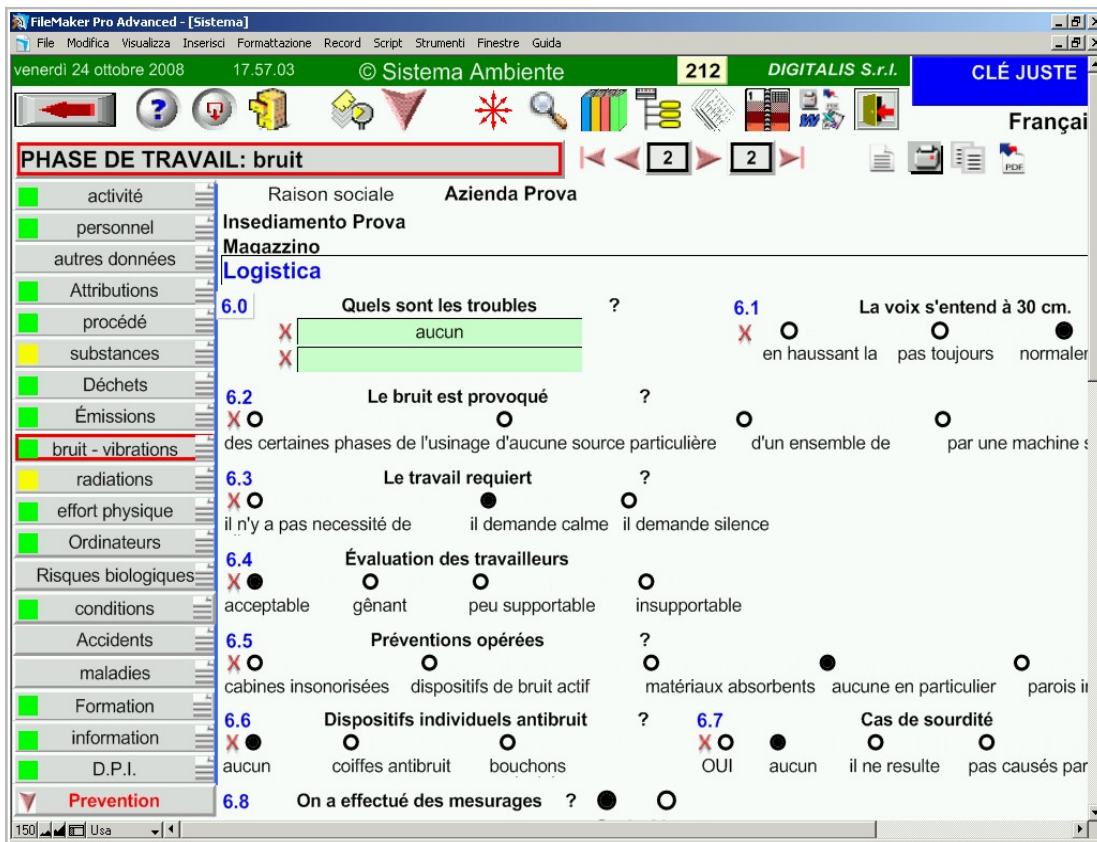 FileMaker Pro Advanced - [Sistema]
File Modifica Visualizza Inserisci Formattazione Record Script Strumenti Finestre Guida
venerdì 24 ottobre 2008 17.57.03 © Sistema Ambiente 212 DIGITALIS S.r.l. CLÉ JUSTE
Françai
PHASE DE TRAVAIL: bruit 2 2 PDF
activité
personnel
autres données
Attributions
procédé
substances
Déchets
Émissions
bruit - vibrations
radiations
effort physique
Ordinateurs
Risques biologiques
conditions
Accidents
maladies
Formation
information
D.P.I.
Prevention
Raison sociale Azienda Prova
Insediamento Prova
Magazzino
Logistica
6.0 Quels sont les troubles ?
X aucun
X
6.1 La voix s'entend à 30 cm.
X
en haussant la pas toujours normaler
6.2 Le bruit est provoqué ?
X
des certaines phases de l'usinage d'aucune source particulière d'un ensemble de par une machine s
6.3 Le travail requiert ?
X
il n'y a pas necessité de il demande calme il demande silence
6.4 Évaluation des travailleurs
X
acceptable gênant peu supportable insupportable
6.5 Préventions opérées ?
X
cabines insonorisées dispositifs de bruit actif matériaux absorbents aucune en particulier parois in
6.6 Dispositifs individuels antibruit ?
X
aucun coiffes antibruit bouchons
6.7 Cas de sourdité
X
OUI aucun il ne resulte pas causés par
6.8 On a effectué des mesurages ?
150 Usa